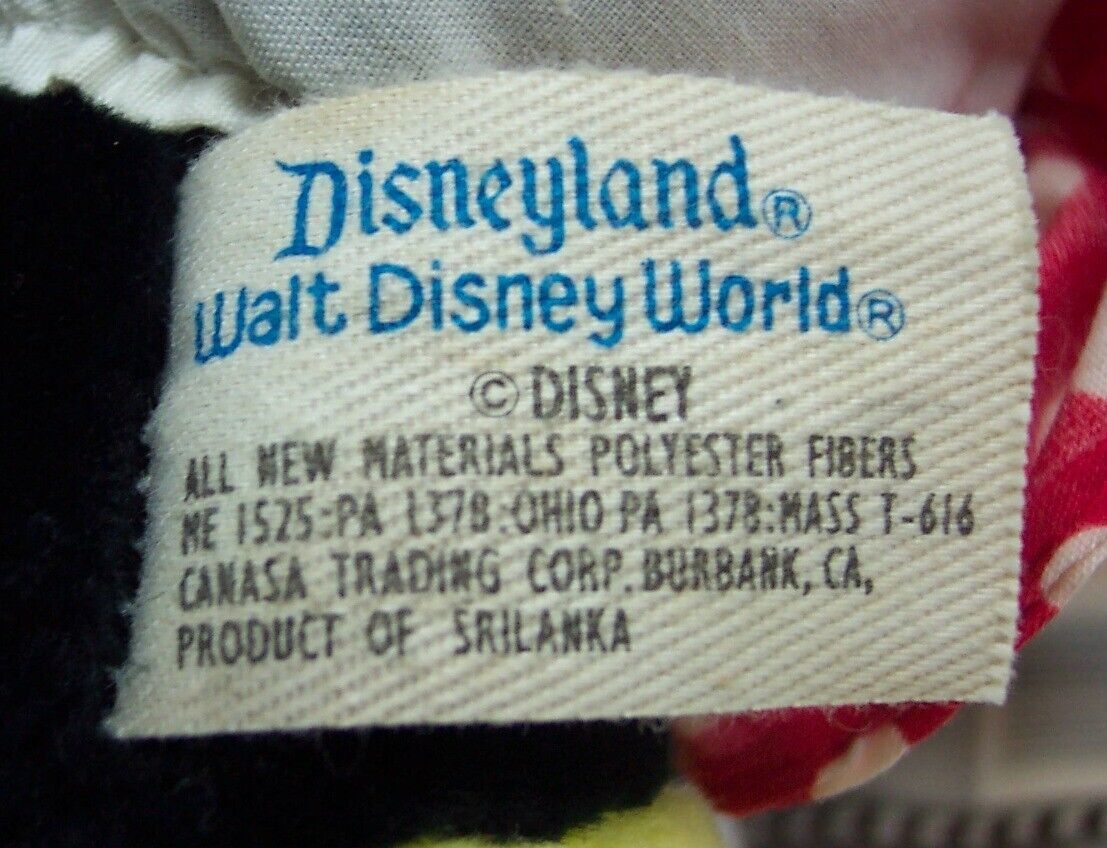 Disneyland®
Walt Disney World®
© DISNEY
ALL NEW MATERIALS POLYESTER FIBERS
ME 1525:PA 1378:OHIO PA 1378:MASS T-616
CANASA TRADING CORP. BURBANK, CA,
PRODUCT OF SRILANKA